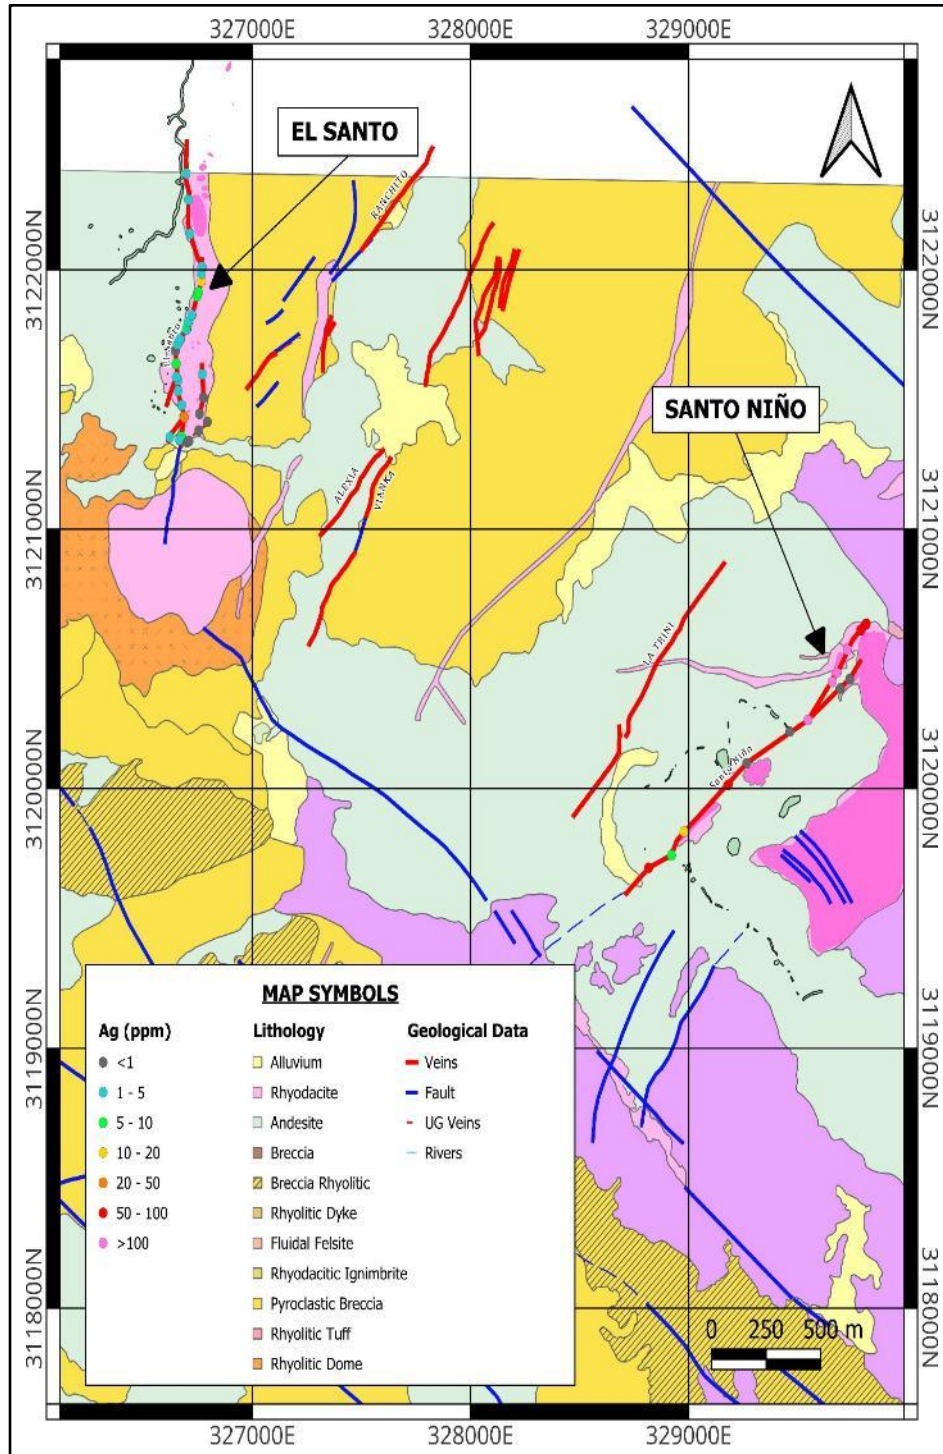 327000E 328000E 329000E
EL SANTO
RANCHITO
3122000N
3122000N
El Santo
SANTO NIÑO
ALEXIA
VIANKA
3121000N
3121000N
LA TRINI
Santo Niño
3120000N
3120000N
MAP SYMBOLS
Ag (ppm)
<1
1 - 5
5 - 10
10 - 20
20 - 50
50 - 100
>100
Lithology
Alluvium
Rhyodacite
Andesite
Breccia
Breccia Rhyolitic
Rhyolitic Dyke
Fluidal Felsite
Rhyodacitic Ignimbrite
Pyroclastic Breccia
Rhyolitic Tuff
Rhyolitic Dome
Geological Data
Veins
Fault
UG Veins
Rivers
3119000N
3119000N
3118000N
3118000N
0 250 500 m
327000E 328000E 329000E